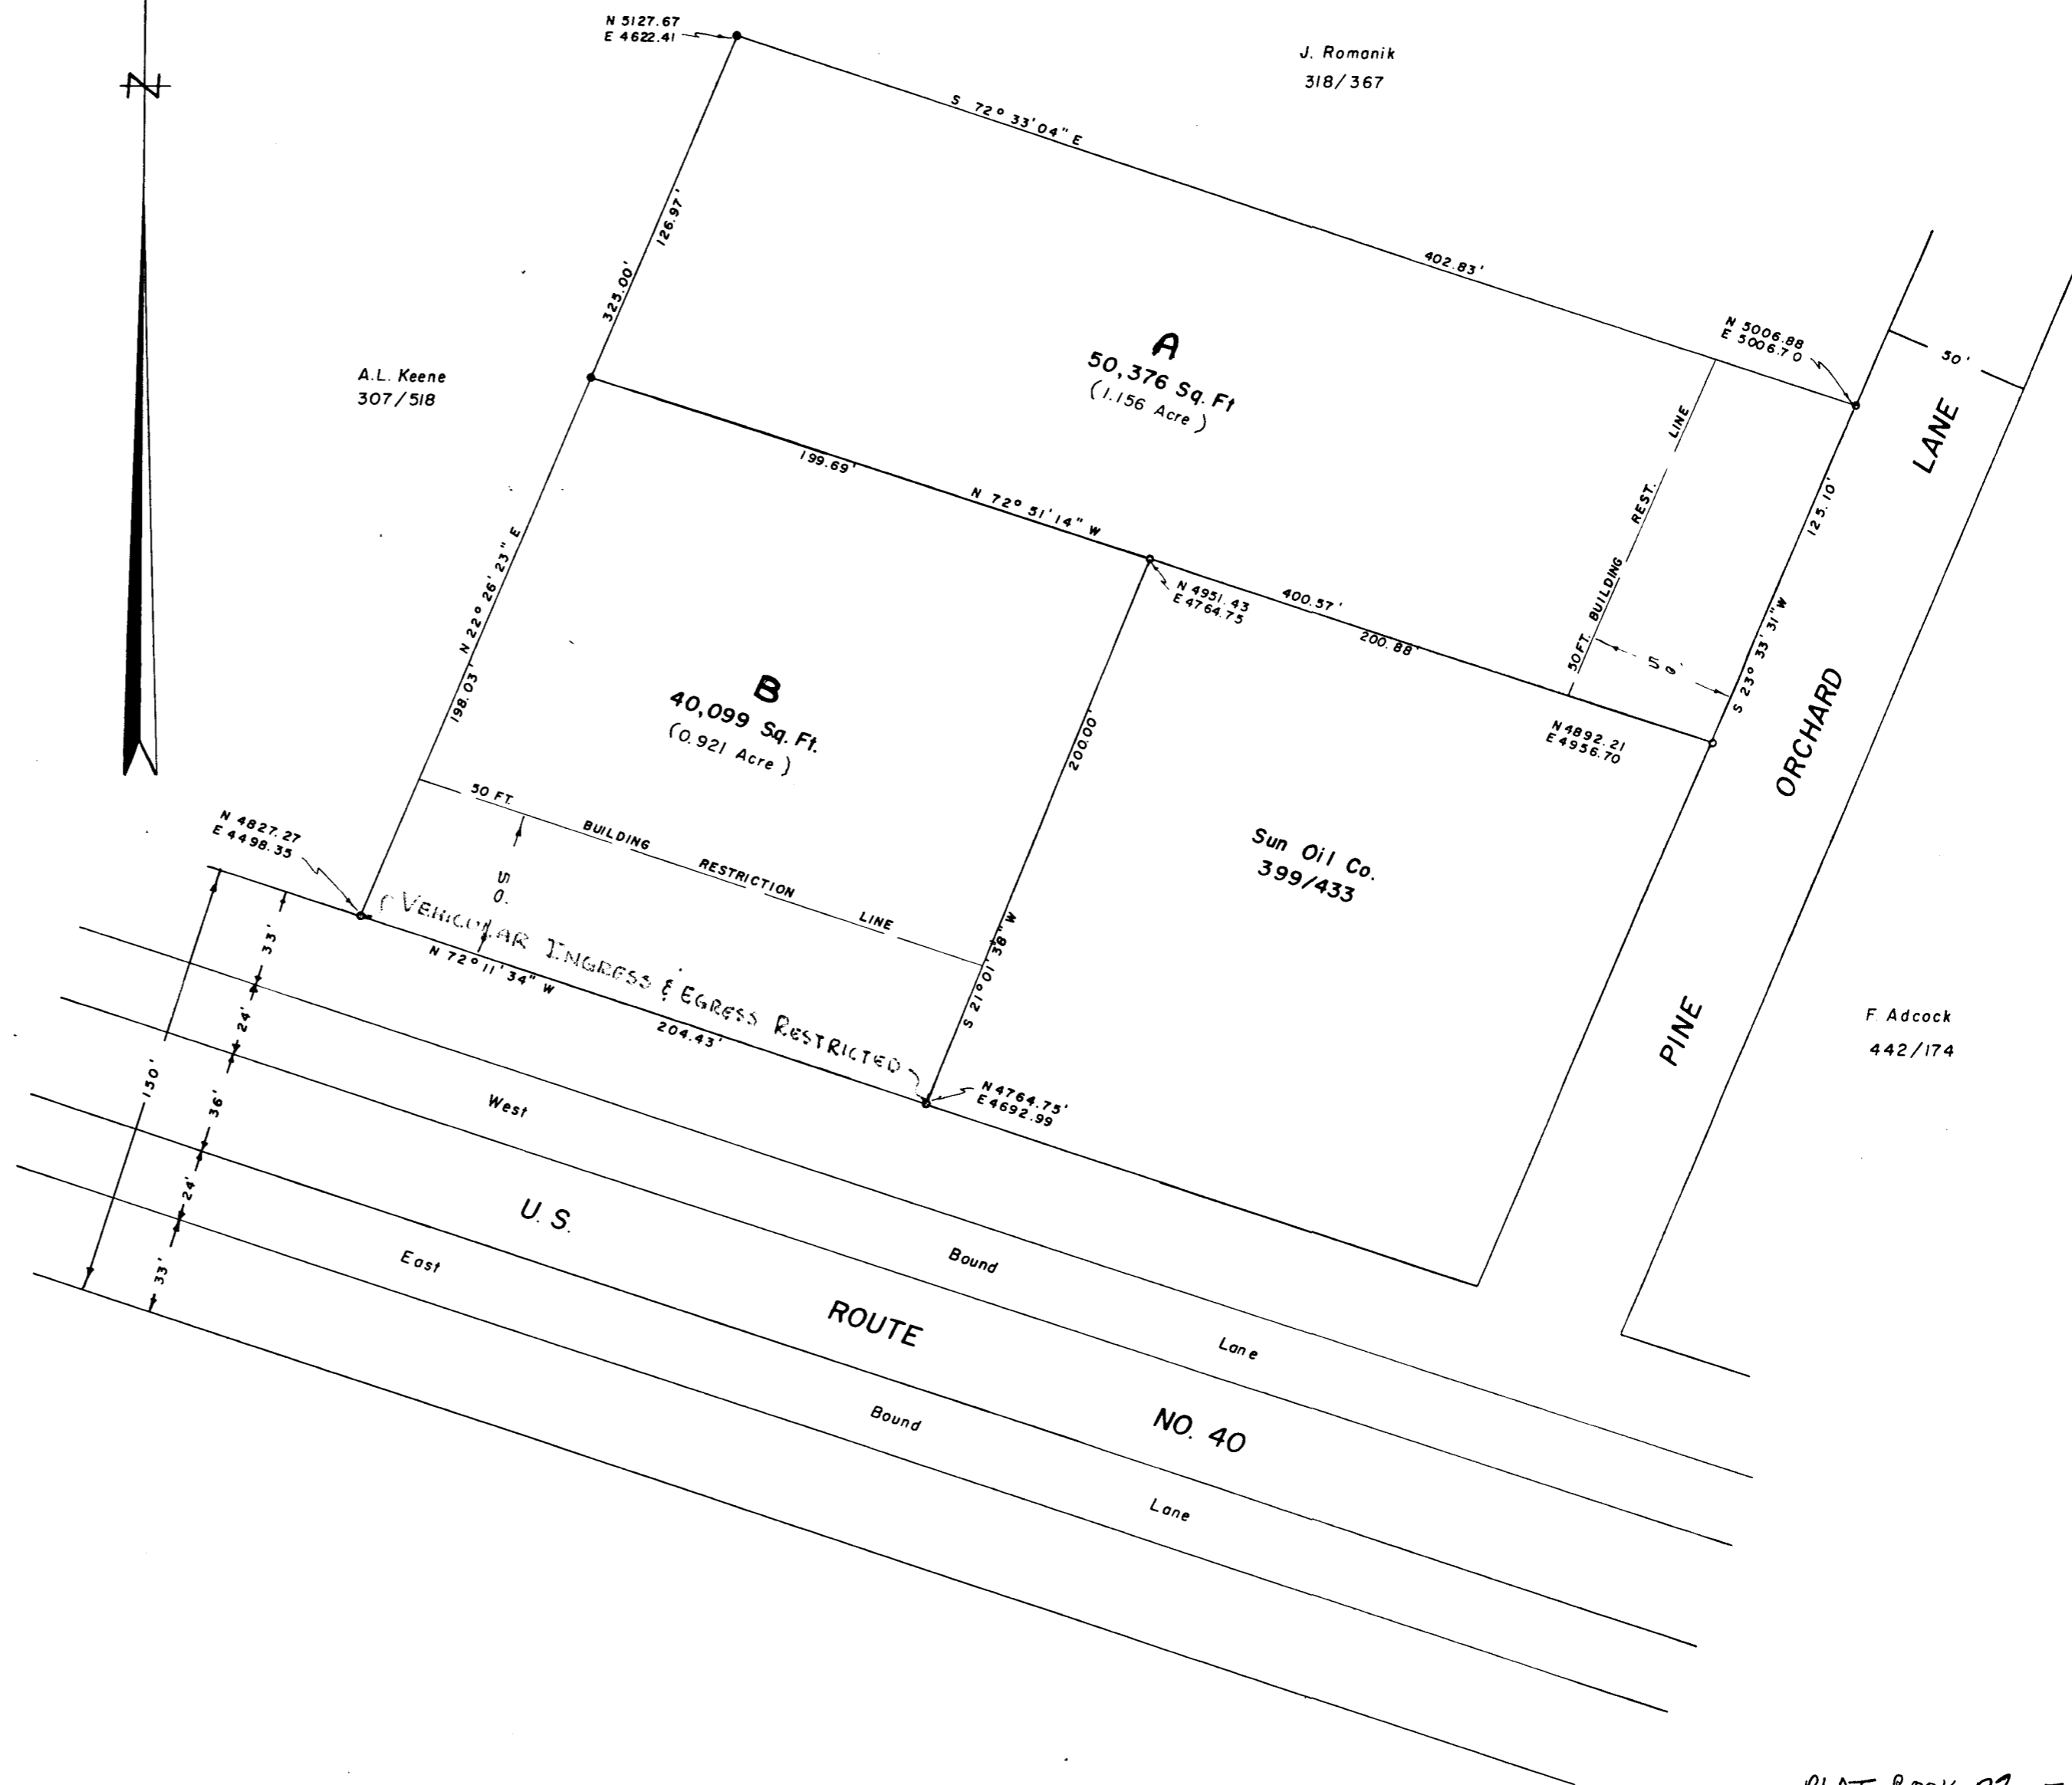 N 5127.67
E 4622.41
J. Romanik
318/367
N
S 72° 33' 04" E
126.97'
325.00'
402.83'
N 5006.88
E 5006.70
50'
LANE
A
50,376 Sq. Ft
(1.156 Acre )
A.L. Keene
307/518
50 FT. BUILDING REST. LINE
125.10'
199.69'
N 72° 51' 14" W
N 4951.43
E 4764.75
400.57'
200.88'
50'
S 23° 33' 31" W
N 22° 26' 23" E
198.03'
B
40,099 Sq. Ft.
(0.921 Acre )
200.00'
N 4892.21
E 4956.70
ORCHARD
50 FT. BUILDING RESTRICTION LINE
50'
Sun Oil Co.
399/433
N 4827.27
E 4498.35
(VEHICULAR INGRESS & EGRESS RESTRICTED)
N 72° 11' 34" W
204.43'
S 21° 01' 38" W
N 4764.75'
E 4692.99
PINE
F. Adcock
442/174
150'
33'
24'
36'
24'
33'
West Bound Lane
U. S. ROUTE NO. 40
East Bound Lane
PLAT BOOK